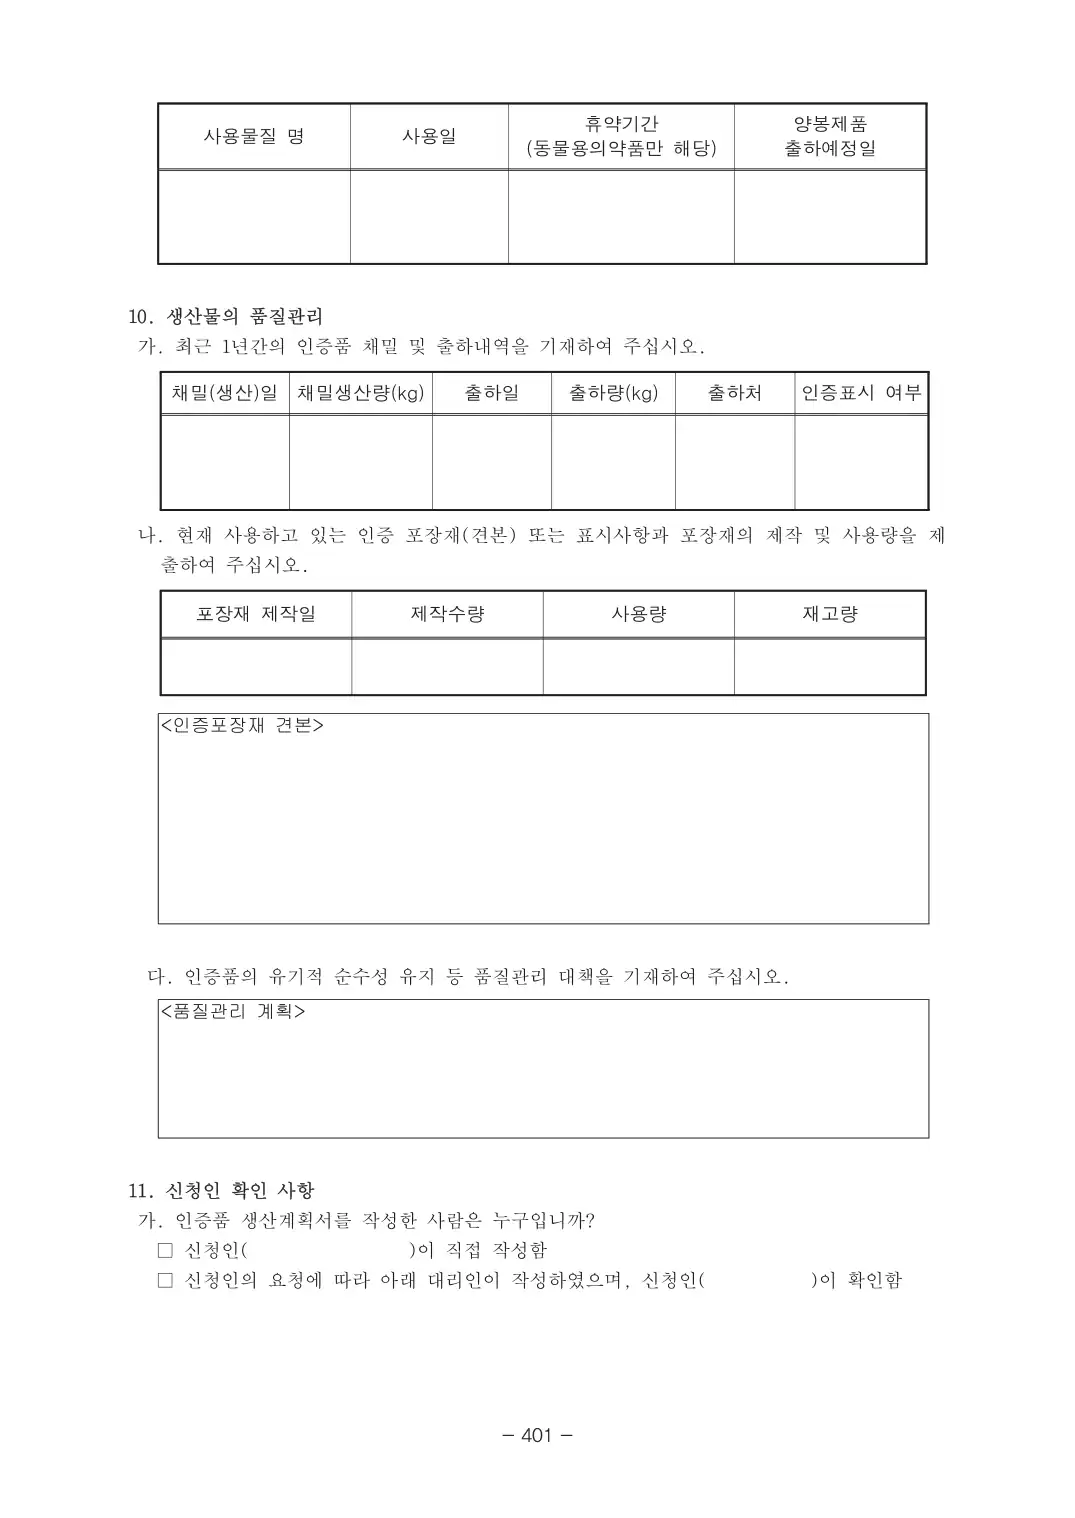 사용물질 명 사용일 휴약기간 (동물용의약품만 해당) 양봉제품 출하예정일
10. 생산물의 품질관리
가. 최근 1년간의 인증품 채밀 및 출하내역을 기재하여 주십시오.
채밀(생산)일 채밀생산량(kg) 출하일 출하량(kg) 출하처 인증표시 여부
나. 현재 사용하고 있는 인증 포장재(견본) 또는 표시사항과 포장재의 제작 및 사용량을 제
출하여 주십시오.
포장재 제작일 제작수량 사용량 재고량
<인증포장재 견본>
다. 인증품의 유기적 순수성 유지 등 품질관리 대책을 기재하여 주십시오.
<품질관리 계획>
11. 신청인 확인 사항
가. 인증품 생산계획서를 작성한 사람은 누구입니까?
□ 신청인( )이 직접 작성함
□ 신청인의 요청에 따라 아래 대리인이 작성하였으며, 신청인( )이 확인함
- 401 -